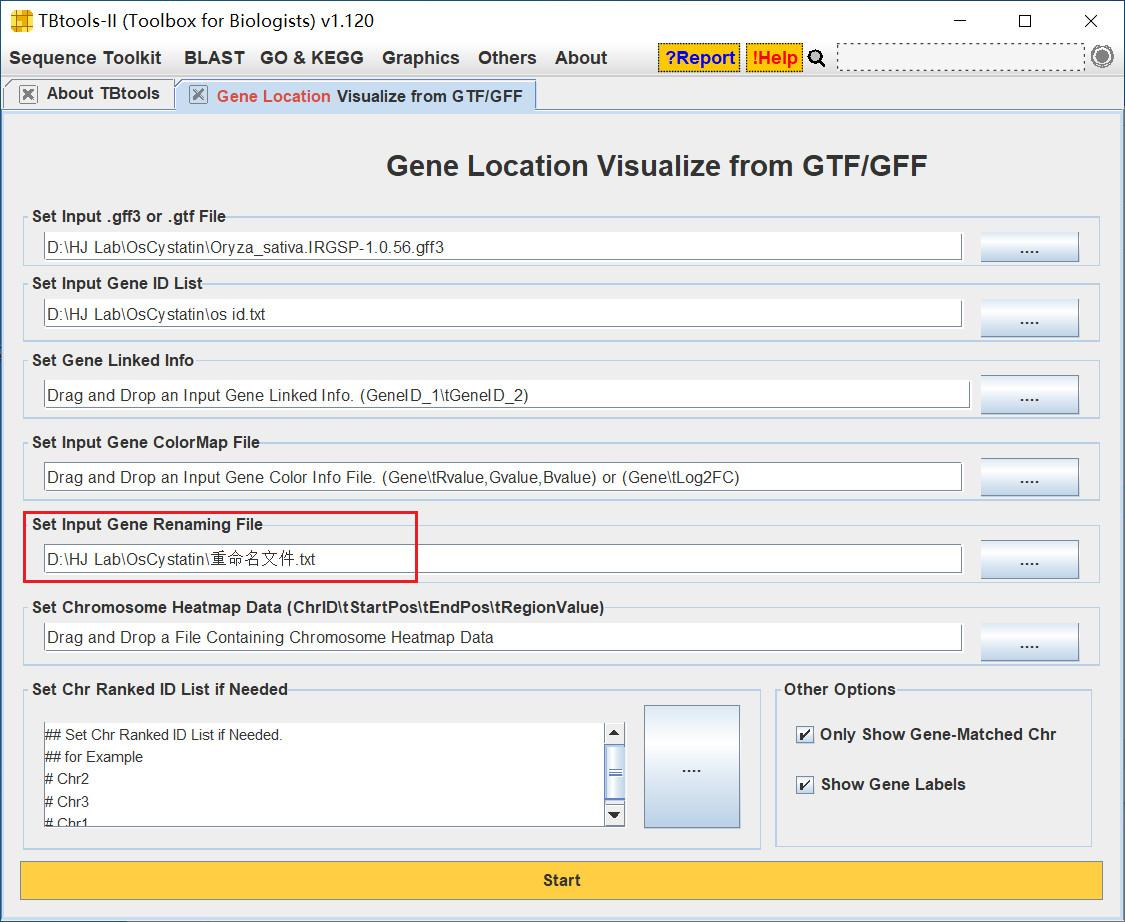 TBtools-II (Toolbox for Biologists) v1.120
Sequence Toolkit BLAST GO & KEGG Graphics Others About ?Report !Help
About TBtools Gene Location Visualize from GTF/GFF
Gene Location Visualize from GTF/GFF
Set Input .gff3 or .gtf File
D:\HJ Lab\OsCystatin\Oryza_sativa.IRGSP-1.0.56.gff3
....
Set Input Gene ID List
D:\HJ Lab\OsCystatin\os id.txt
....
Set Gene Linked Info
Drag and Drop an Input Gene Linked Info. (GeneID_1\tGeneID_2)
....
Set Input Gene ColorMap File
Drag and Drop an Input Gene Color Info File. (Gene\tRvalue,Gvalue,Bvalue) or (Gene\tLog2FC)
....
Set Input Gene Renaming File
D:\HJ Lab\OsCystatin\重命名文件.txt
....
Set Chromosome Heatmap Data (ChrID\tStartPos\tEndPos\tRegionValue)
Drag and Drop a File Containing Chromosome Heatmap Data
....
Set Chr Ranked ID List if Needed
## Set Chr Ranked ID List if Needed.
## for Example
# Chr2
# Chr3
# Chr1
....
Other Options
Only Show Gene-Matched Chr
Show Gene Labels
Start